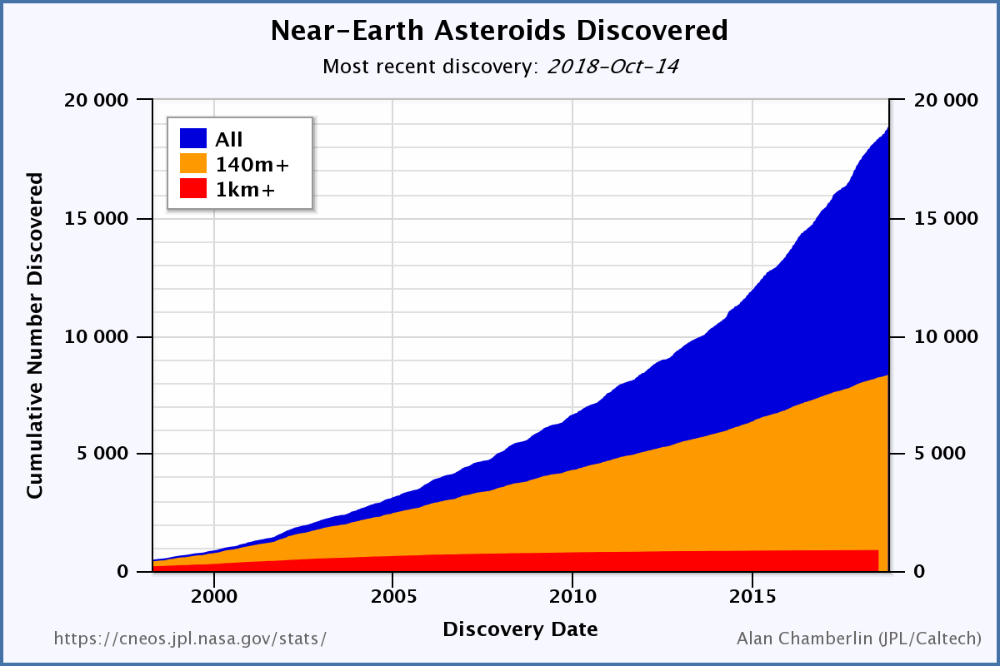 Near-Earth Asteroids Discovered
Most recent discovery: 2018-Oct-14
20 000
20 000
All
140m+
1km+
15 000
15 000
10 000
10 000
5 000
5 000
0
0
Cumulative Number Discovered
2000
2005
2010
2015
Discovery Date
https://cneos.jpl.nasa.gov/stats/
Alan Chamberlin (JPL/Caltech)